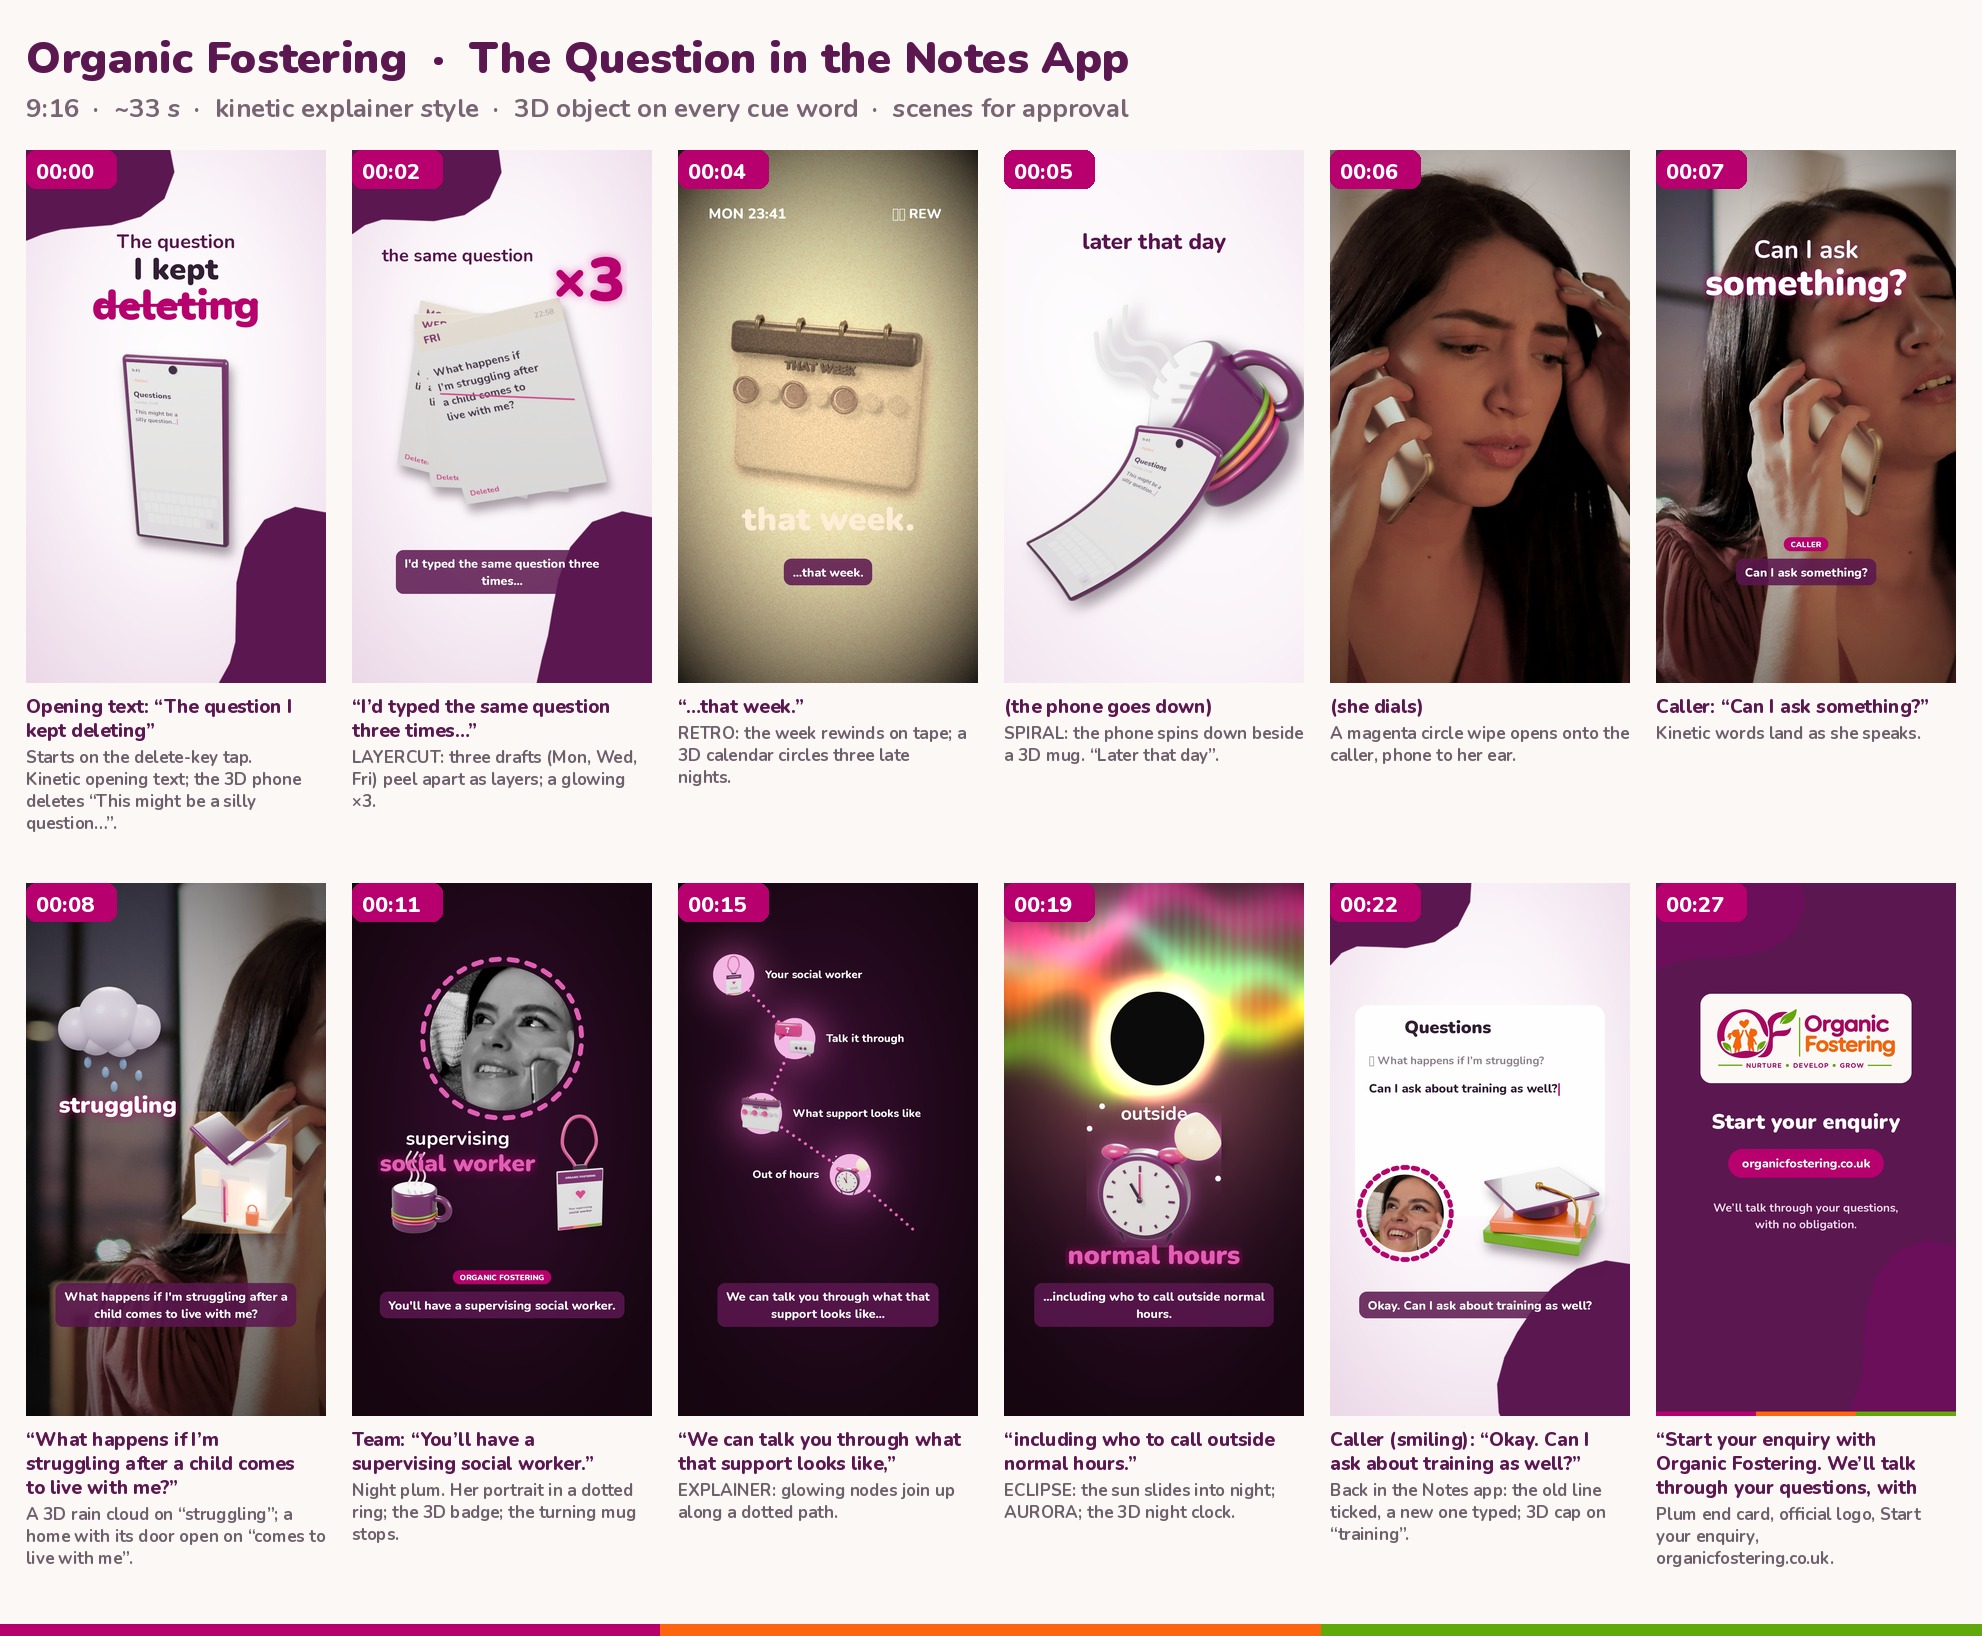 Organic Fostering · The Question in the Notes App
9:16 · ~33 s · kinetic explainer style · 3D object on every cue word · scenes for approval
00:00
The question
I kept
deleting
Questions
This might be a
silly question...
00:02
the same question
×3
WED
FRI
22:58
What happens if
I'm struggling after
a child comes to
live with me?
Deleted
I'd typed the same question three
times...
00:04
MON 23:41
REW
THAT WEEK
that week.
...that week.
00:05
later that day
Questions
This might be a
silly question...
00:06
00:07
Can I ask
something?
CALLER
Can I ask something?
Opening text: “The question I
kept deleting”
Starts on the delete-key tap.
Kinetic opening text; the 3D phone
deletes “This might be a silly
question...”.
“I’d typed the same question
three times...”
LAYERCUT: three drafts (Mon, Wed,
Fri) peel apart as layers; a glowing
×3.
“...that week.”
RETRO: the week rewinds on tape; a
3D calendar circles three late
nights.
(the phone goes down)
SPIRAL: the phone spins down beside
a 3D mug. “Later that day”.
(she dials)
A magenta circle wipe opens onto the
caller, phone to her ear.
Caller: “Can I ask something?”
Kinetic words land as she speaks.
00:08
struggling
What happens if I'm struggling after a
child comes to live with me?
00:11
supervising
social worker
ORGANIC FOSTERING
You'll have a supervising social worker.
00:15
Your social worker
Talk it through
What support looks like
Out of hours
We can talk you through what that
support looks like...
00:19
outside
normal hours
...including who to call outside normal
hours.
00:22
Questions
What happens if I'm struggling?
Can I ask about training as well?
Okay. Can I ask about training as well?
00:27
OF Organic
Fostering
NURTURE • DEVELOP • GROW
Start your enquiry
organicfostering.co.uk
We'll talk through your questions,
with no obligation.
“What happens if I’m
struggling after a child comes
to live with me?”
A 3D rain cloud on “struggling”; a
home with its door open on “comes to
live with me”.
Team: “You’ll have a
supervising social worker.”
Night plum. Her portrait in a dotted
ring; the 3D badge; the turning mug
stops.
“We can talk you through what
that support looks like,”
EXPLAINER: glowing nodes join up
along a dotted path.
“including who to call outside
normal hours.”
ECLIPSE: the sun slides into night;
AURORA; the 3D night clock.
Caller (smiling): “Okay. Can I
ask about training as well?”
Back in the Notes app: the old line
ticked, a new one typed; 3D cap on
“training”.
“Start your enquiry with
Organic Fostering. We’ll talk
through your questions, with
Plum end card, official logo, Start
your enquiry,
organicfostering.co.uk.